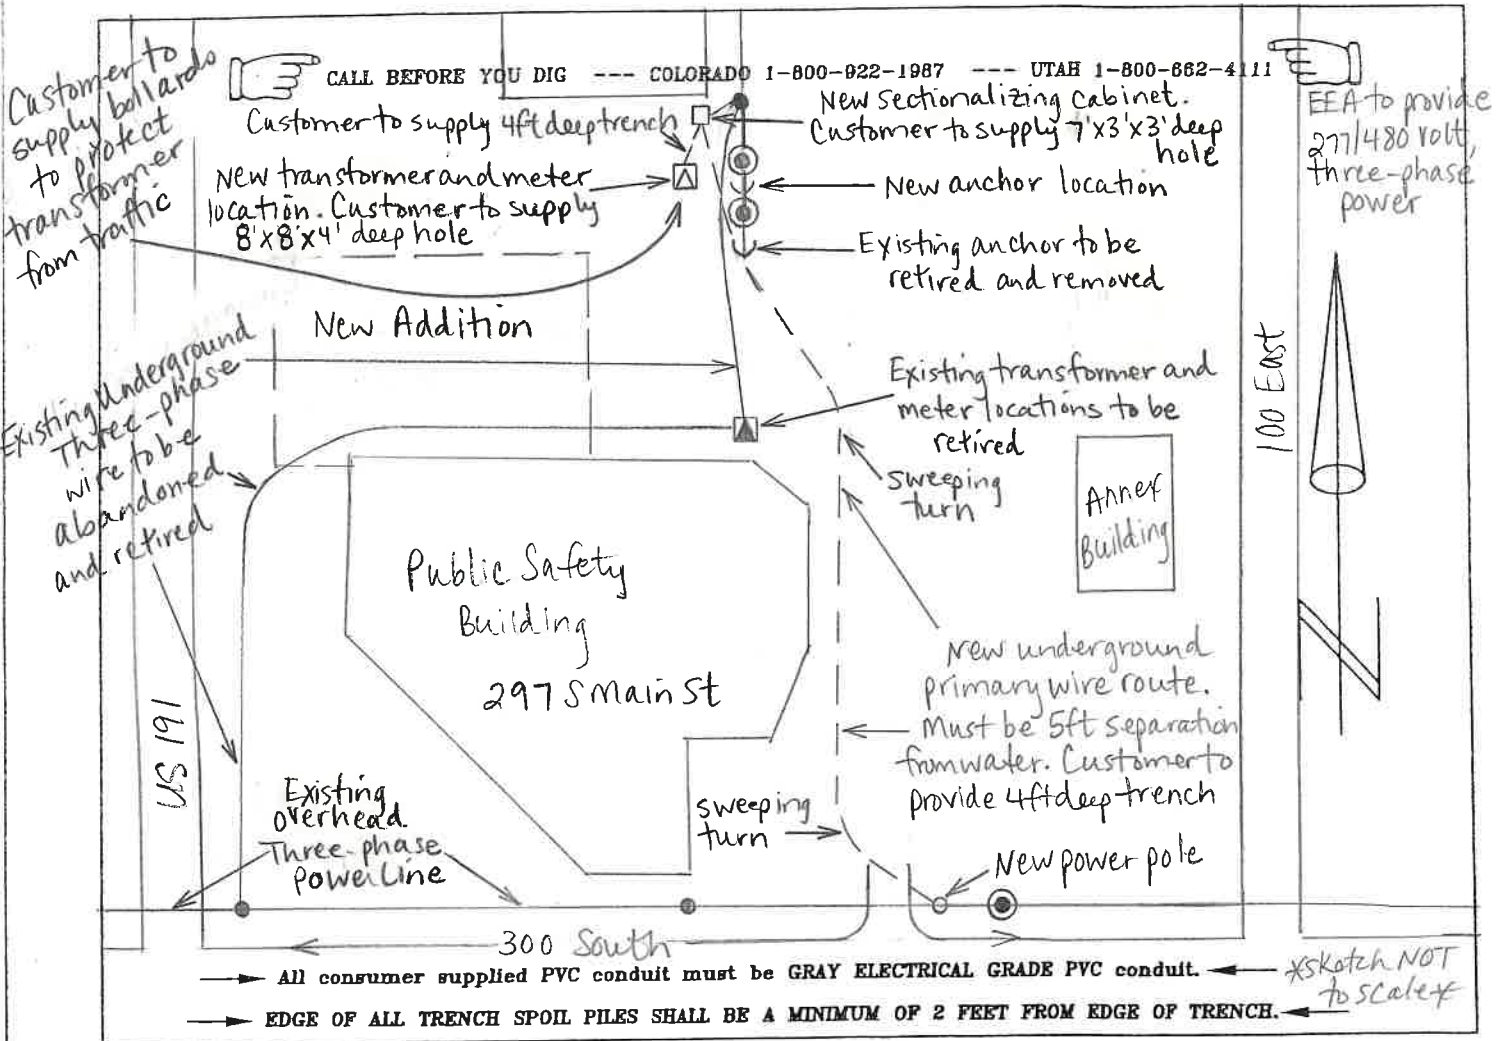 CALL BEFORE YOU DIG --- COLORADO 1-800-922-1987 --- UTAH 1-800-662-4111
Customer to
supply bollards
to protect
transformer
from traffic
Customer to supply 4ft deep trench
New Sectionalizing Cabinet.
Customer to supply 7'x3'x3' deep
hole
EEA to provide
277/480 volt,
three-phase
power
New transformer and meter
location. Customer to supply
8'x8'x4' deep hole
New anchor location
Existing anchor to be
retired and removed
New Addition
Existing Underground
Three-phase
wire to be
abandoned
and retired
Existing transformer and
meter locations to be
retired
100 East
sweeping
turn
Annex
Building
Public Safety
Building
297 S Main St
New underground
primary wire route.
Must be 5ft separation
from water. Customer to
provide 4ft deep trench
N
US 191
Existing
overhead
Three-phase
Power Line
sweeping
turn
New power pole
300 South
All consumer supplied PVC conduit must be GRAY ELECTRICAL GRADE PVC conduit.
*Sketch NOT
to scale*
EDGE OF ALL TRENCH SPOIL PILES SHALL BE A MINIMUM OF 2 FEET FROM EDGE OF TRENCH.